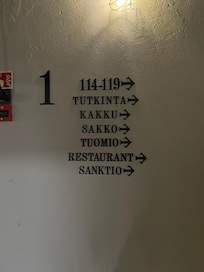 1
114-119→
TUTKINTA→
KAKKU→
SAKKO→
TUOMIO→
RESTAURANT→
SANKTIO→